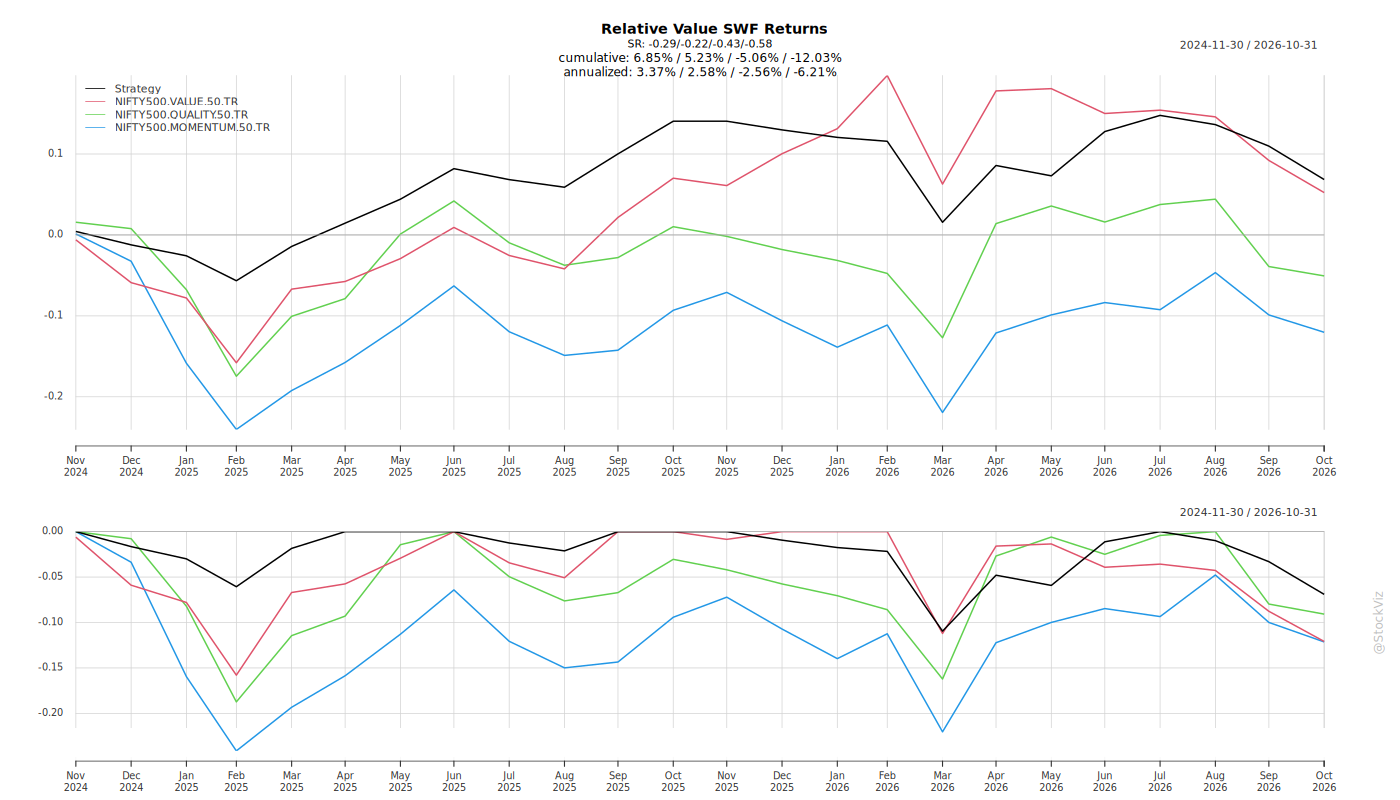 Relative Value SWF Returns
SR: -0.29/-0.22/-0.43/-0.58
cumulative: 6.85% / 5.23% / -5.06% / -12.03%
annualized: 3.37% / 2.58% / -2.56% / -6.21%
2024-11-30 / 2026-10-31
Strategy
NIFTY500.VALUE.50.TR
NIFTY500.QUALITY50.TR
NIFTY500.MOMENTUM.50.TR
0.1
0.0
-0.1
-0.2
Nov Dec Jan Feb Mar Apr May Jun Jul Aug Sep Oct Nov Dec Jan Feb Mar Apr May Jun Jul Aug Sep Oct
2024 2024 2025 2025 2025 2025 2025 2025 2025 2025 2025 2025 2025 2025 2026 2026 2026 2026 2026 2026 2026 2026 2026 2026
2024-11-30 / 2026-10-31
0.00
-0.05
-0.10
-0.15
-0.20
Nov Dec Jan Feb Mar Apr May Jun Jul Aug Sep Oct Nov Dec Jan Feb Mar Apr May Jun Jul Aug Sep Oct
2024 2024 2025 2025 2025 2025 2025 2025 2025 2025 2025 2025 2025 2025 2026 2026 2026 2026 2026 2026 2026 2026 2026 2026
@StockViz